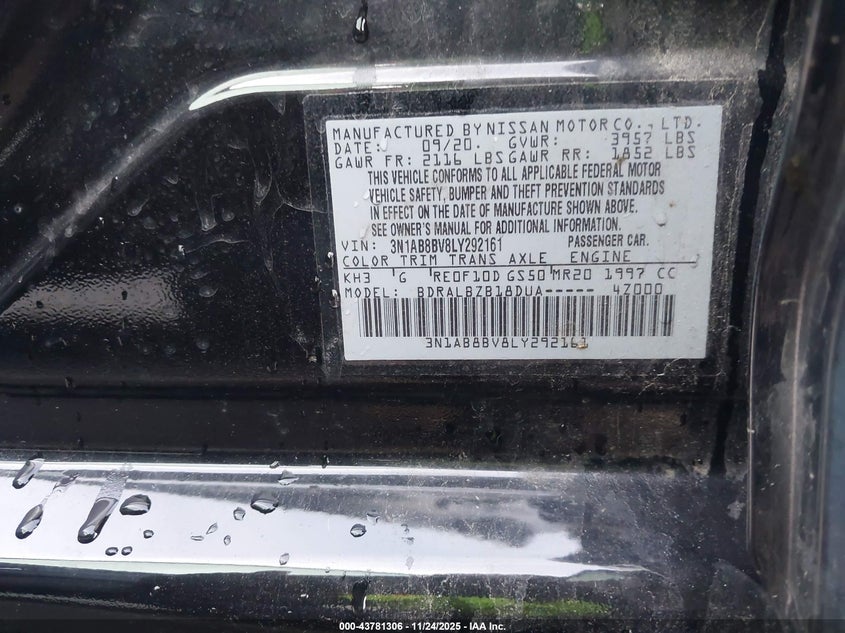 MANUFACTURED BY NISSAN MOTOR CO., LTD.
DATE: 09/20. GVWR: 3957 LBS
GAWR FR: 2116 LBS GAWR RR: 1852 LBS
THIS VEHICLE CONFORMS TO ALL APPLICABLE FEDERAL MOTOR
VEHICLE SAFETY, BUMPER AND THEFT PREVENTION STANDARDS
IN EFFECT ON THE DATE OF MANUFACTURE SHOWN ABOVE.
SEE OWNER'S MANUAL FOR ADDITIONAL INFORMATION.
VIN: 3N1AB8BV8LY292161 PASSENGER CAR.
COLOR TRIM TRANS AXLE ENGINE
KH3 G RE0F10D GS50 MR20 1997 CC
MODEL: BDRALBZB18DUA----- 4Z000
3N1AB8BV8LY292161
000-43781306 - 11/24/2025 - IAA Inc.